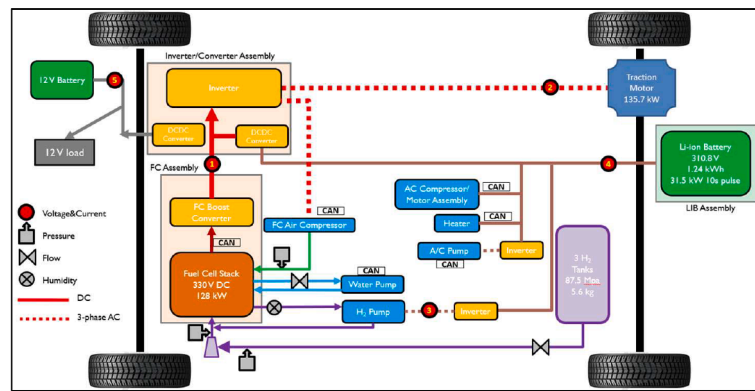 Inverter/Converter Assembly
12V Battery
5
Inverter
2
Traction
Motor
135.7 kW
DCDC
Converter
DCDC
Converter
12V load
1
4
Li-ion Battery
310.8V
1.24 kWh
31.5 kW 10s pulse
LIB Assembly
FC Assembly
FC Boost
Converter
CAN
AC Compressor/
Motor Assembly
CAN
Heater
CAN
CAN
FC Air Compressor
A/C Pump
CAN
Inverter
Voltage&Current
Pressure
Flow
Humidity
DC
3-phase AC
Fuel Cell Stack
330V DC
128 kW
CAN
Water Pump
H₂ Pump
3
Inverter
3 H₂
Tanks
87.5 Mpa
5.6 kg